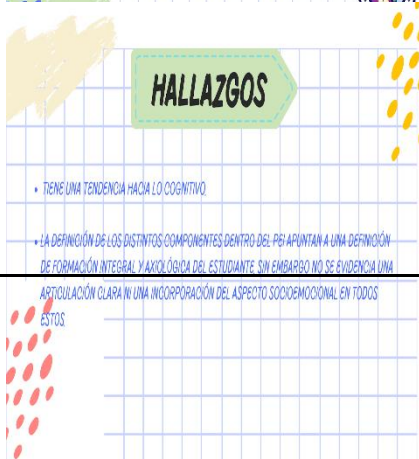 HALLAZGOS
• TIENE UNA TENDENCIA HACIA LO COGNITIVO.
• LA DEFINICIÓN DE LOS DISTINTOS COMPONENTES DENTRO DEL PEI APUNTAN A UNA DEFINICIÓN
DE FORMACIÓN INTEGRAL Y AXIOLÓGICA DEL ESTUDIANTE, SIN EMBARGO NO SE EVIDENCIA UNA
ARTICULACIÓN CLARA NI UNA INCORPORACIÓN DEL ASPECTO SOCIOEMOCIONAL EN TODOS
ESTOS.